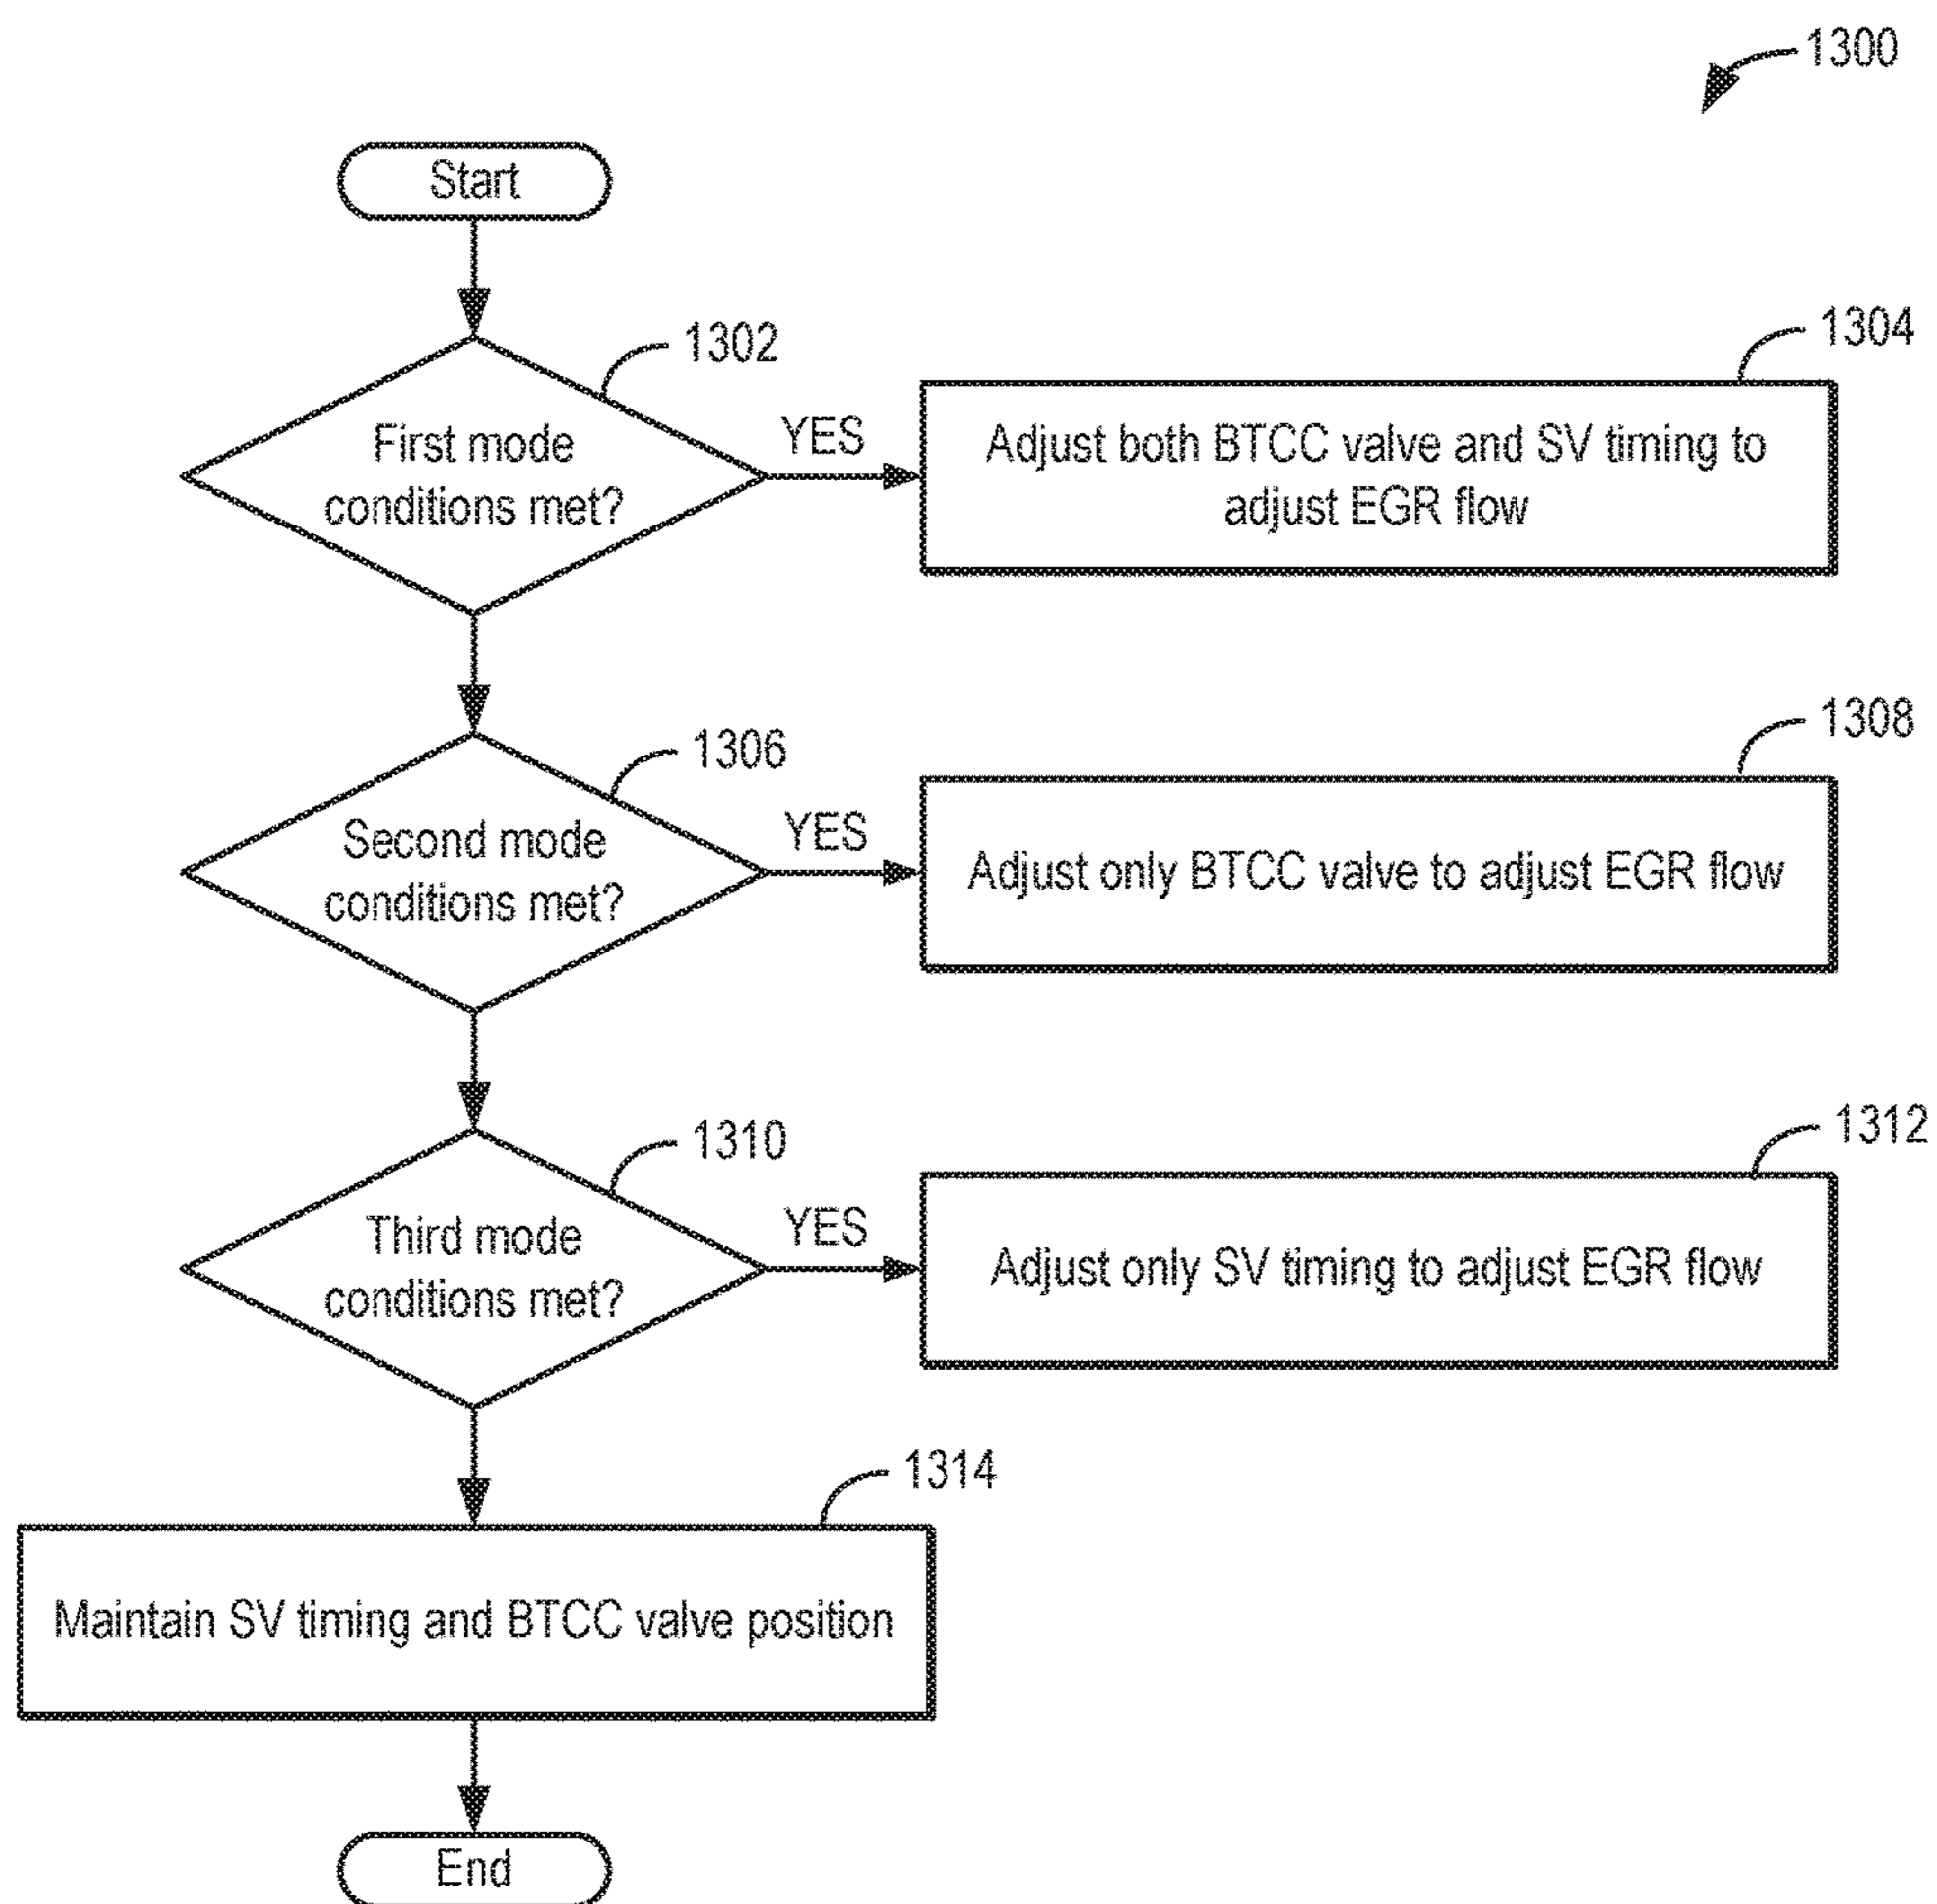 1300
Start
1302
First mode
conditions met?
YES
1304
Adjust both BTCC valve and SV timing to
adjust EGR flow
1306
Second mode
conditions met?
YES
1308
Adjust only BTCC valve to adjust EGR flow
1310
Third mode
conditions met?
YES
1312
Adjust only SV timing to adjust EGR flow
1314
Maintain SV timing and BTCC valve position
End